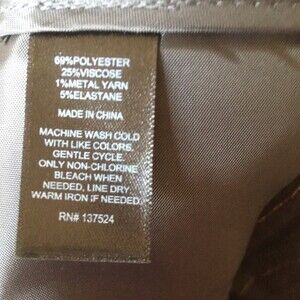 69%POLYESTER
25%VISCOSE
1%METAL YARN
5%ELASTANE
MADE IN CHINA
MACHINE WASH COLD
WITH LIKE COLORS,
GENTLE CYCLE.
ONLY NON-CHLORINE
BLEACH WHEN
NEEDED, LINE DRY.
WARM IRON IF NEEDED.
RN# 137524